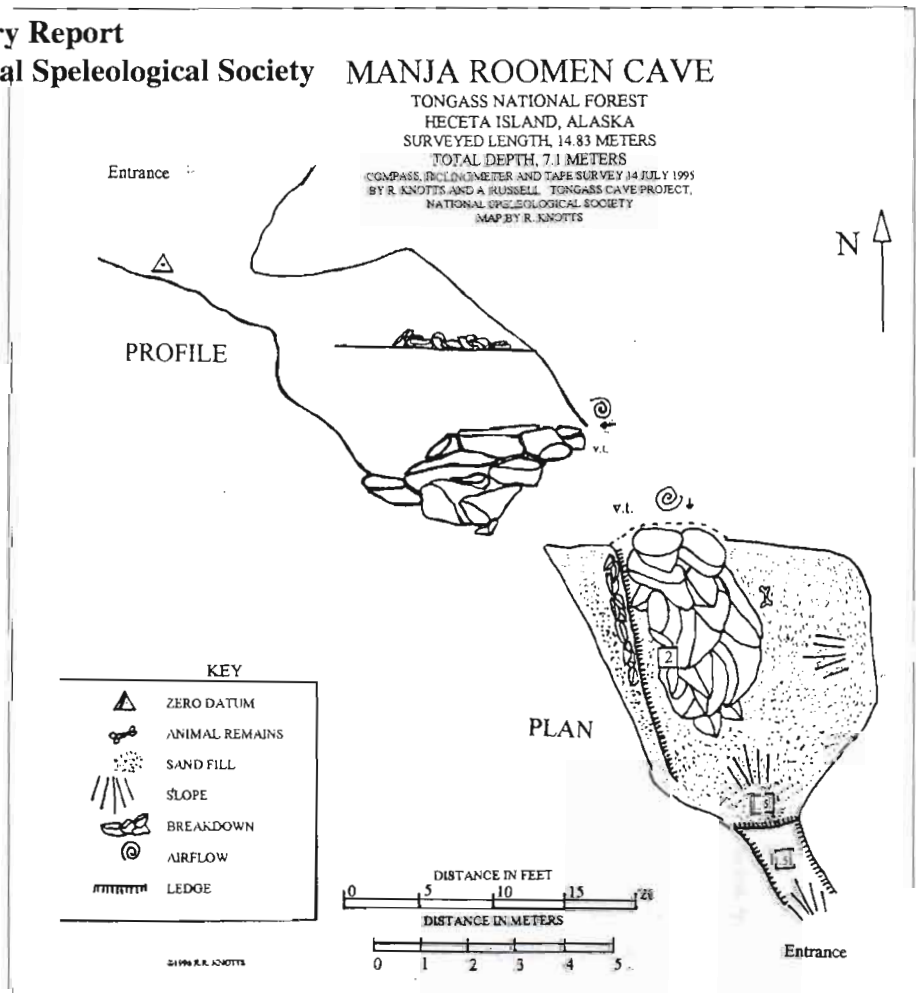 ry Report
al Speleological Society
MANJA ROOMEN CAVE
TONGASS NATIONAL FOREST
HECETA ISLAND, ALASKA
SURVEYED LENGTH, 14.83 METERS
TOTAL DEPTH, 7.1 METERS
COMPASS, INCLINOMETER AND TAPE SURVEY 14 JULY 1995
BY R. KNOTTS AND A. RUSSELL TONGASS CAVE PROJECT,
NATIONAL SPELEOLOGICAL SOCIETY
MAP BY R. KNOTTS
Entrance
N
PROFILE
v.t.
v.t.
2
PLAN
KEY
ZERO DATUM
ANIMAL REMAINS
SAND FILL
SLOPE
BREAKDOWN
AIRFLOW
LEDGE
DISTANCE IN FEET
0 5 10 15 20
DISTANCE IN METERS
0 1 2 3 4 5
Entrance
©1996 R.R. KNOTTS